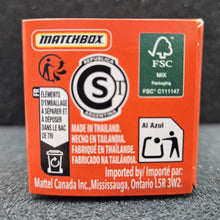 MATCHBOX
FSC
MIX
Packaging
FSC® C111147
REPUBLICA
S
ARGENTINA
ÉLÉMENTS
D'EMBALLAGE
À SÉPARER ET
À DÉPOSER
DANS LE BAC
DE TRI
Al Azul
MADE IN THAILAND.
HECHO EN TAILANDIA.
FABRIQUÉ EN THAÏLANDE.
FABRICADO NA TAILÂNDIA.
Imported by/Importé par:
Mattel Canada Inc., Mississauga, Ontario L5R 3W2.